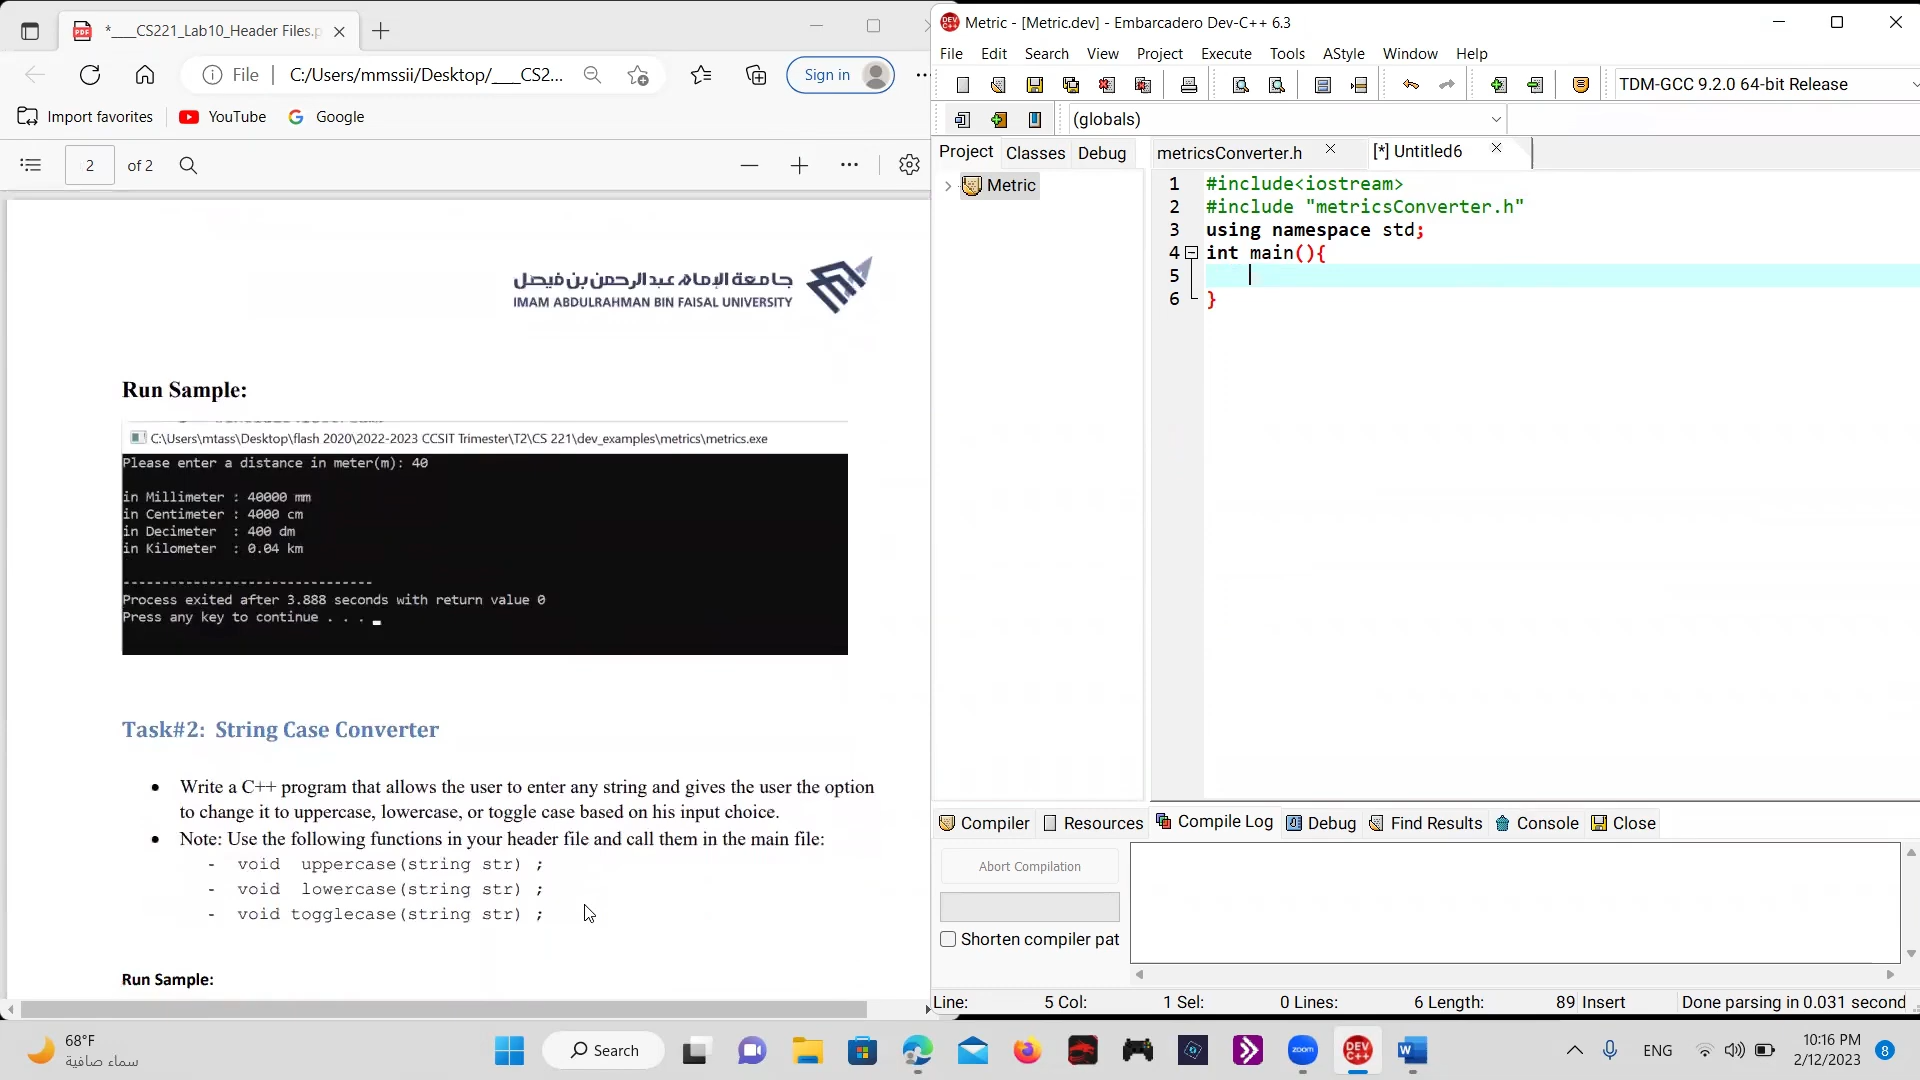 *___CS221_Lab10_Header Files.p
File
C:/Users/mmssii/Desktop/___CS2...
Sign in
Import favorites
YouTube
Google
2
of 2
جامعة الإمام عبدالرحمن بن فيصل
IMAM ABDULRAHMAN BIN FAISAL UNIVERSITY
Run Sample:
C:\Users\mtass\Desktop\flash 2020\2022-2023 CCSIT Trimester\T2\CS 221\dev_examples\metrics\metrics.exe
Please enter a distance in meter(m): 40
in Millimeter : 40000 mm
in Centimeter : 4000 cm
in Decimeter  : 400 dm
in Kilometer  : 0.04 km
--------------------------------
Process exited after 3.888 seconds with return value 0
Press any key to continue . . .
Task#2: String Case Converter
• Write a C++ program that allows the user to enter any string and gives the user the option
to change it to uppercase, lowercase, or toggle case based on his input choice.
• Note: Use the following functions in your header file and call them in the main file:
- void uppercase(string str) ;
- void lowercase(string str) ;
- void togglecase(string str) ;
Run Sample:
Metric - [Metric.dev] - Embarcadero Dev-C++ 6.3
File Edit Search View Project Execute Tools AStyle Window Help
TDM-GCC 9.2.0 64-bit Release
(globals)
Project Classes Debug
metricsConverter.h
[*] Untitled6
Metric
1 #include<iostream>
2 #include "metricsConverter.h"
3 using namespace std;
4 int main(){
5
6 }
Compiler Resources Compile Log Debug Find Results Console Close
Abort Compilation
Shorten compiler pat
Line: 5 Col: 1 Sel: 0 Lines: 6 Length: 89 Insert Done parsing in 0.031 second
68°F
سماء صافية
Search
zoom
DEV C++
W
ENG
10:16 PM
2/12/2023
8